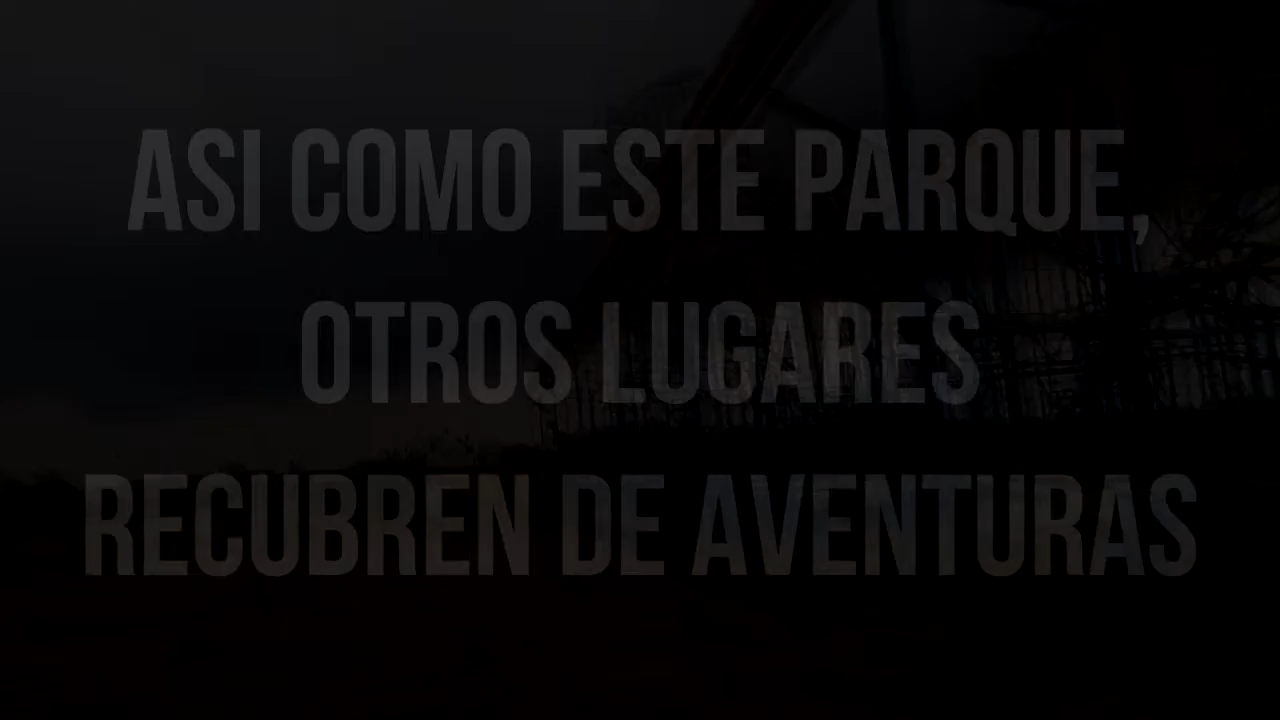 ASI COMO ESTE PARQUE,
OTROS LUGARES
RECUBREN DE AVENTURAS